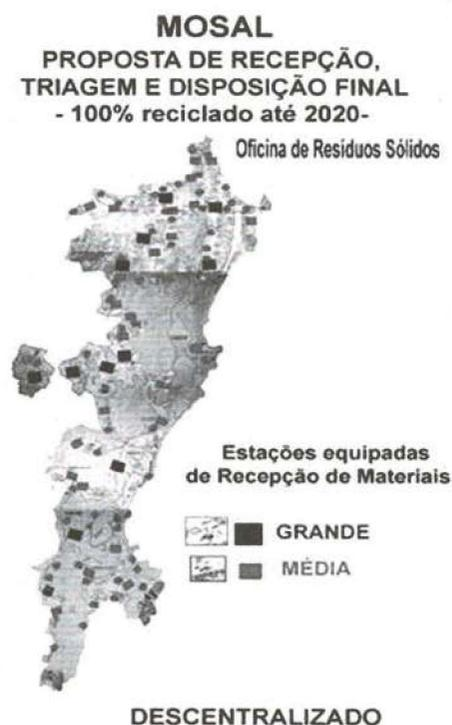 MOSAL
PROPOSTA DE RECEPÇÃO,
TRIAGEM E DISPOSIÇÃO FINAL
- 100% reciclado até 2020-
Oficina de Resíduos Sólidos
Estações equipadas
de Recepção de Materiais
GRANDE
MÉDIA
DESCENTRALIZADO